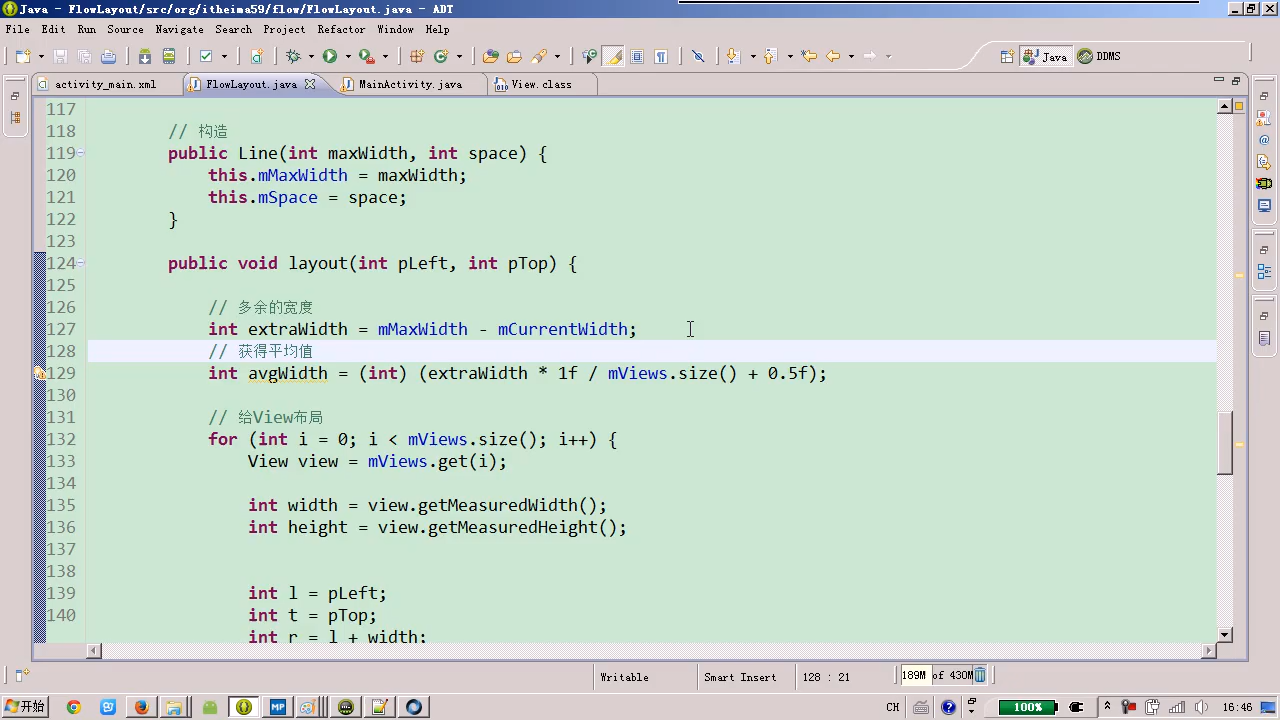 Java - FlowLayout/src/org/itheima59/flow/FlowLayout.java - ADT
File Edit Run Source Navigate Search Project Refactor Window Help
Java DDMS
activity_main.xml FlowLayout.java MainActivity.java View.class
117
118 // 构造
119 public Line(int maxWidth, int space) {
120 this.mMaxWidth = maxWidth;
121 this.mSpace = space;
122 }
123
124 public void layout(int pLeft, int pTop) {
125
126 // 多余的宽度
127 int extraWidth = mMaxWidth - mCurrentWidth;
128 // 获得平均值
129 int avgWidth = (int) (extraWidth * 1f / mViews.size() + 0.5f);
130
131 // 给View布局
132 for (int i = 0; i < mViews.size(); i++) {
133 View view = mViews.get(i);
134
135 int width = view.getMeasuredWidth();
136 int height = view.getMeasuredHeight();
137
138
139 int l = pLeft;
140 int t = pTop;
int r = l + width;
Writable Smart Insert 128 : 21 189M of 430M
开始 MP CH 100% 16:46